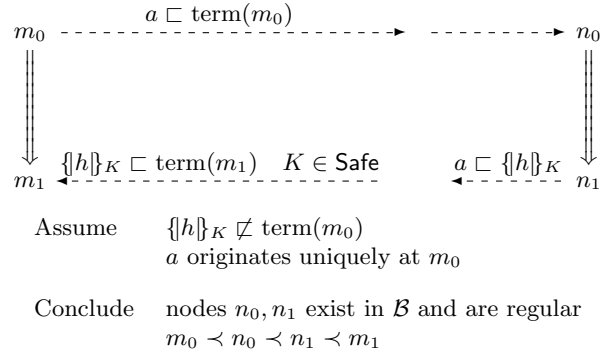 m₀ a ⊏ term(m₀) n₀
{|h|}_K ⊏ term(m₁) K ∈ Safe a ⊏ {|h|}_K
m₁ n₁
Assume {|h|}_K ⊄ term(m₀)
a originates uniquely at m₀
Conclude nodes n₀, n₁ exist in ℬ and are regular
m₀ ≺ n₀ ≺ n₁ ≺ m₁